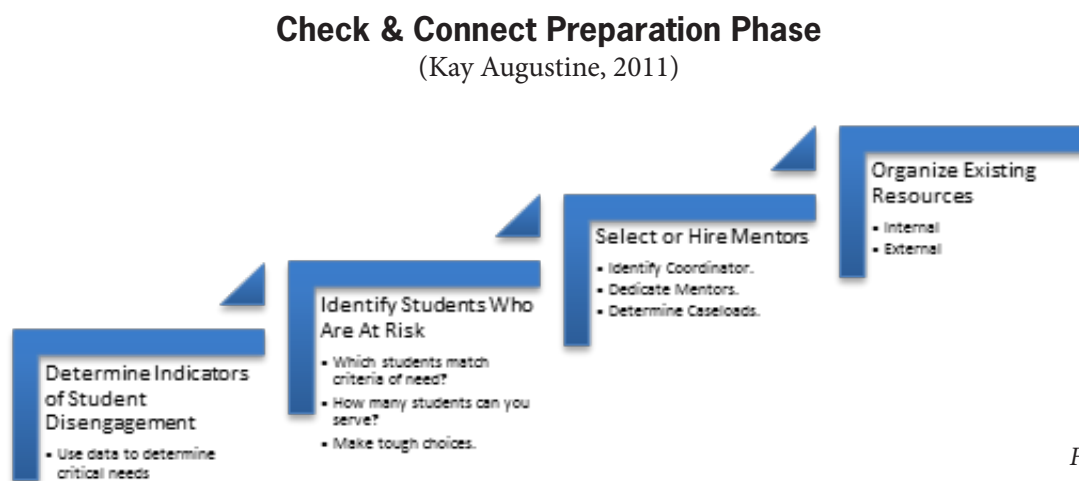 Check & Connect Preparation Phase
(Kay Augustine, 2011)
Determine Indicators
of Student
Disengagement
▪ Use data to determine
critical needs
Identify Students Who
Are At Risk
▪ Which students match
criteria of need?
▪ How many students can you
serve?
▪ Make tough choices.
Select or Hire Mentors
▪ Identify Coordinator.
▪ Dedicate Mentors.
▪ Determine Caseloads.
Organize Existing
Resources
▪ Internal
▪ External